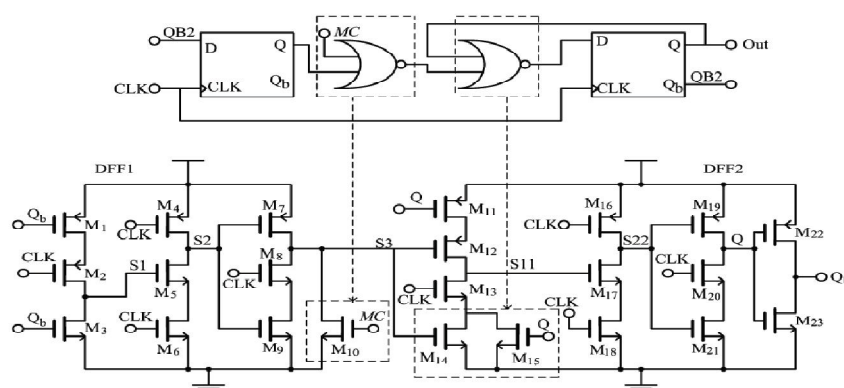 QB2
D
Q
MC
D
Q
Out
CLK
CLK
Qb
CLK
Qb
QB2
DFF1
DFF2
Qb
M1
M4
CLK
M7
Q
M11
M16
CLK
M19
M22
CLK
M2
S1
S2
M5
CLK
M8
S3
M12
CLK
M13
S11
S22
M17
CLK
Q
M20
Qb
M3
CLK
M6
M9
M10
MC
M14
M15
Q
CLK
M18
M21
M23